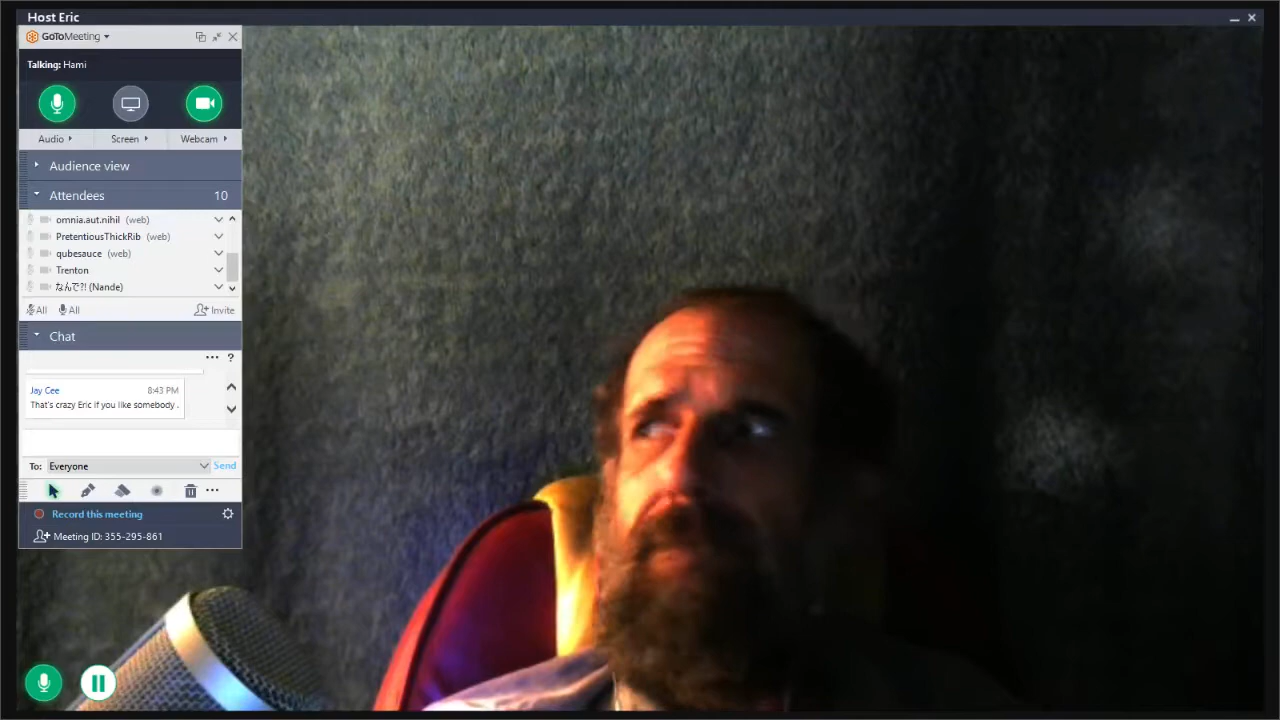 Host Eric
GoToMeeting
Talking: Hami
Audio
Screen
Webcam
Audience view
Attendees 10
omnia.aut.nihil (web)
PretentiousThickRib (web)
qubesauce (web)
Trenton
なんで?! (Nande)
All
All
Invite
Chat
?
Jay Cee 8:43 PM
That's crazy Eric if you like somebody .
To: Everyone
Send
Record this meeting
Meeting ID: 355-295-861